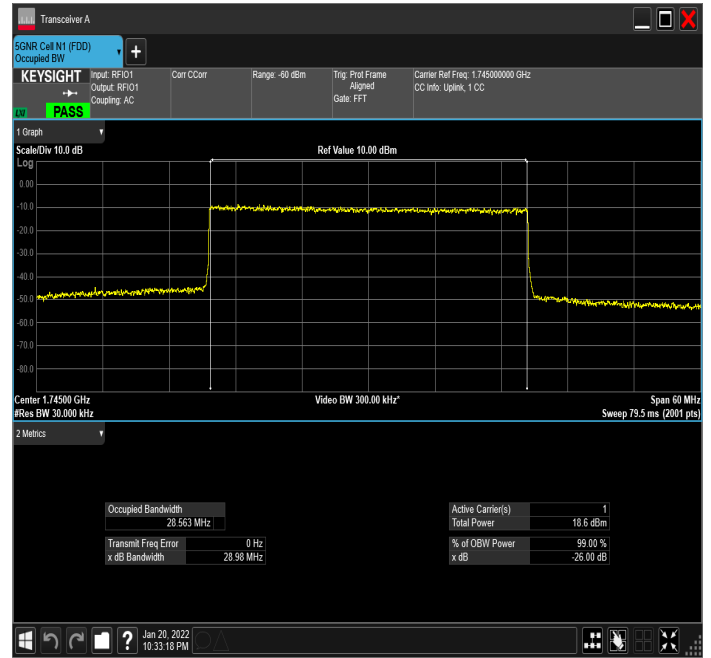 Transceiver A
5GNR Cell N1 (FDD)
Occupied BW
KEYSIGHT
LXI
PASS
Input: RFIO1
Output: RFIO1
Coupling: AC
Corr CCorr
Range: -60 dBm
Trig: Prot Frame
Aligned
Gate: FFT
Carrier Ref Freq: 1.745000000 GHz
CC Info: Uplink, 1 CC
1 Graph
Scale/Div 10.0 dB
Ref Value 10.00 dBm
Log
0.00
-10.0
-20.0
-30.0
-40.0
-50.0
-60.0
-70.0
-80.0
Center 1.74500 GHz
Video BW 300.00 kHz*
Span 60 MHz
#Res BW 30.000 kHz
Sweep 79.5 ms (2001 pts)
2 Metrics
Occupied Bandwidth
28.563 MHz
Transmit Freq Error 0 Hz
x dB Bandwidth 28.98 MHz
Active Carrier(s) 1
Total Power 18.6 dBm
% of OBW Power 99.00 %
x dB -26.00 dB
Jan 20, 2022
10:33:18 PM